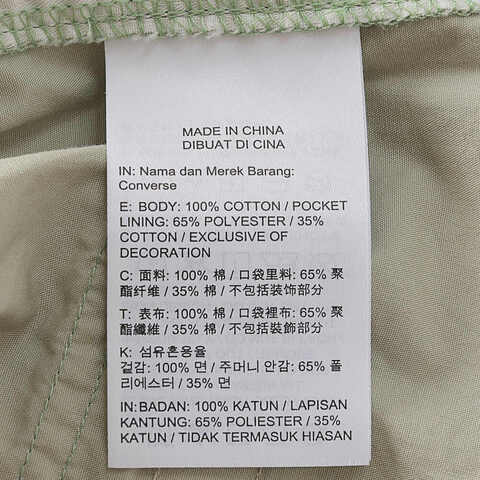 MADE IN CHINA
DIBUAT DI CINA
IN: Nama dan Merek Barang:
Converse
E: BODY: 100% COTTON / POCKET
LINING: 65% POLYESTER / 35%
COTTON / EXCLUSIVE OF
DECORATION
C: 面料: 100% 棉 / 口袋里料: 65% 聚
酯纤维 / 35% 棉 / 不包括装饰部分
T: 表布: 100% 棉 / 口袋裡布: 65% 聚
酯纖維 / 35% 棉 / 不包括裝飾部分
K: 섬유혼용율
겉감: 100% 면 / 주머니 안감: 65% 폴
리에스터 / 35% 면
IN: BADAN: 100% KATUN / LAPISAN
KANTUNG: 65% POLIESTER / 35%
KATUN / TIDAK TERMASUK HIASAN